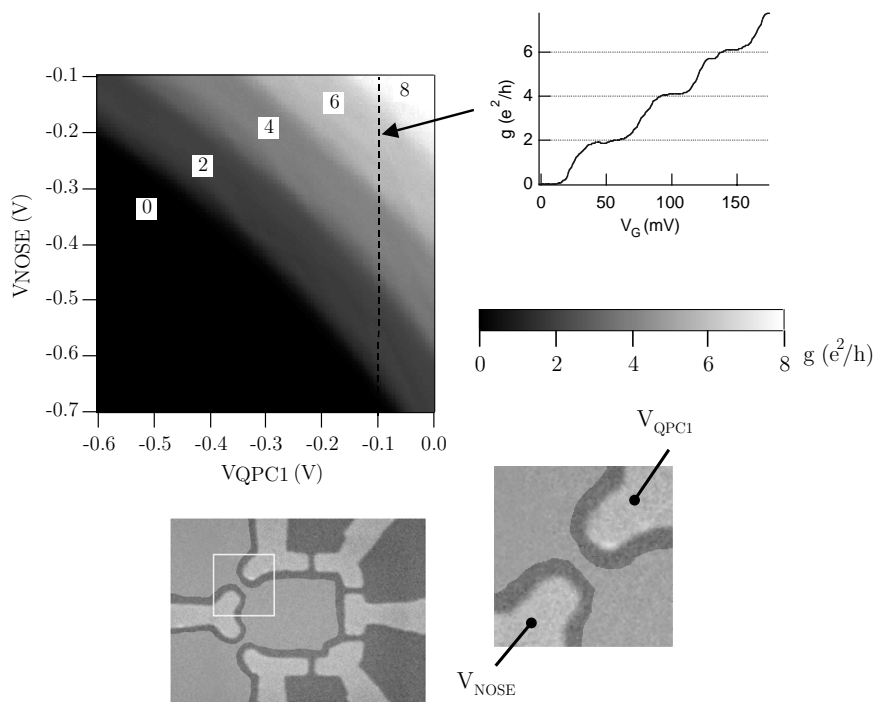 -0.1
-0.2
-0.3
-0.4
-0.5
-0.6
-0.7
VNOSE (V)
0
2
4
6
8
-0.6 -0.5 -0.4 -0.3 -0.2 -0.1 0.0
VQPC1 (V)
6
4
2
0
g (e²/h)
0 50 100 150
V_G (mV)
0 2 4 6 8
g (e²/h)
V_QPC1
V_NOSE